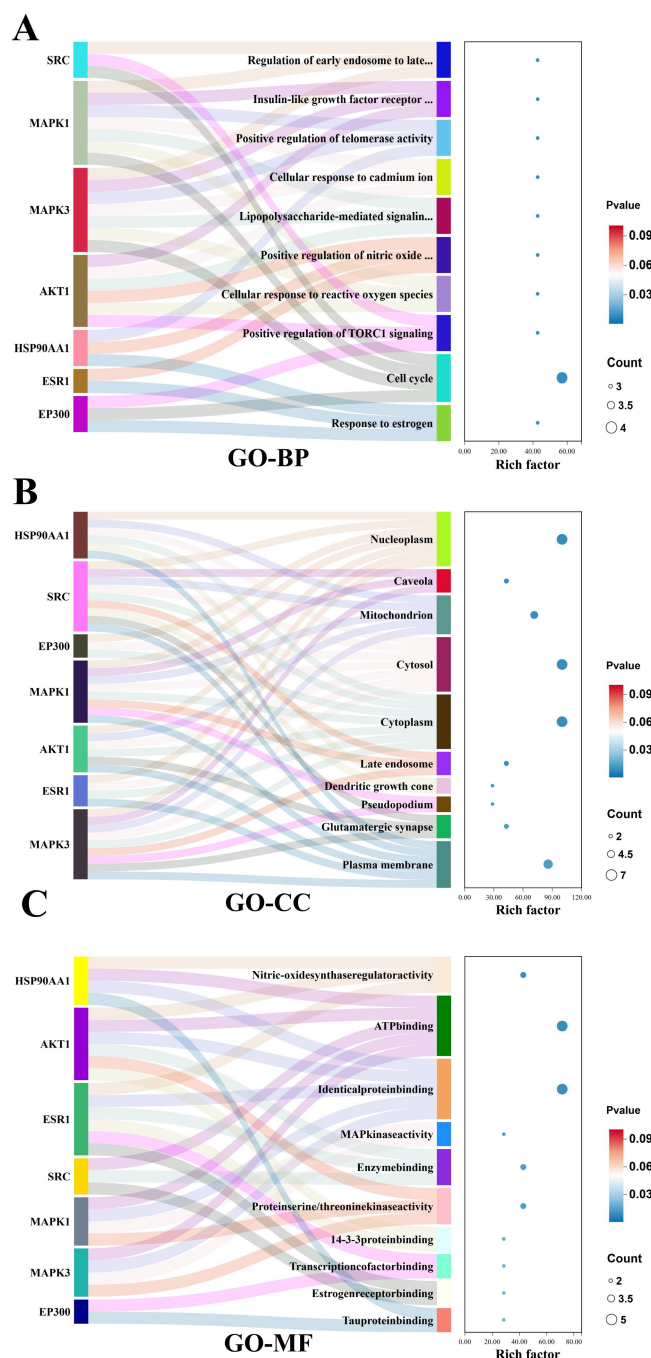 A
SRC
MAPK1
MAPK3
AKT1
HSP90AA1
ESR1
EP300
Regulation of early endosome to late...
Insulin-like growth factor receptor ...
Positive regulation of telomerase activity
Cellular response to cadmium ion
Lipopolysaccharide-mediated signalin...
Positive regulation of nitric oxide ...
Cellular response to reactive oxygen species
Positive regulation of TORC1 signaling
Cell cycle
Response to estrogen
GO-BP
0.00 20.00 40.00 60.00
Rich factor
Pvalue
0.09
0.06
0.03
Count
3
3.5
4
B
HSP90AA1
SRC
EP300
MAPK1
AKT1
ESR1
MAPK3
Nucleoplasm
Caveola
Mitochondrion
Cytosol
Cytoplasm
Late endosome
Dendritic growth cone
Pseudopodium
Glutamatergic synapse
Plasma membrane
GO-CC
0.00 30.00 60.00 90.00 120.00
Rich factor
Pvalue
0.09
0.06
0.03
Count
2
4.5
7
C
HSP90AA1
AKT1
ESR1
SRC
MAPK1
MAPK3
EP300
Nitric-oxidesynthaseregulatoractivity
ATPbinding
Identicalproteinbinding
MAPkinaseactivity
Enzymebinding
Proteinserine/threoninekinaseactivity
14-3-3proteinbinding
Transcriptioncofactorbinding
Estrogenreceptorbinding
Tauproteinbinding
GO-MF
0.00 20.00 40.00 60.00 80.00
Rich factor
Pvalue
0.09
0.06
0.03
Count
2
3.5
5